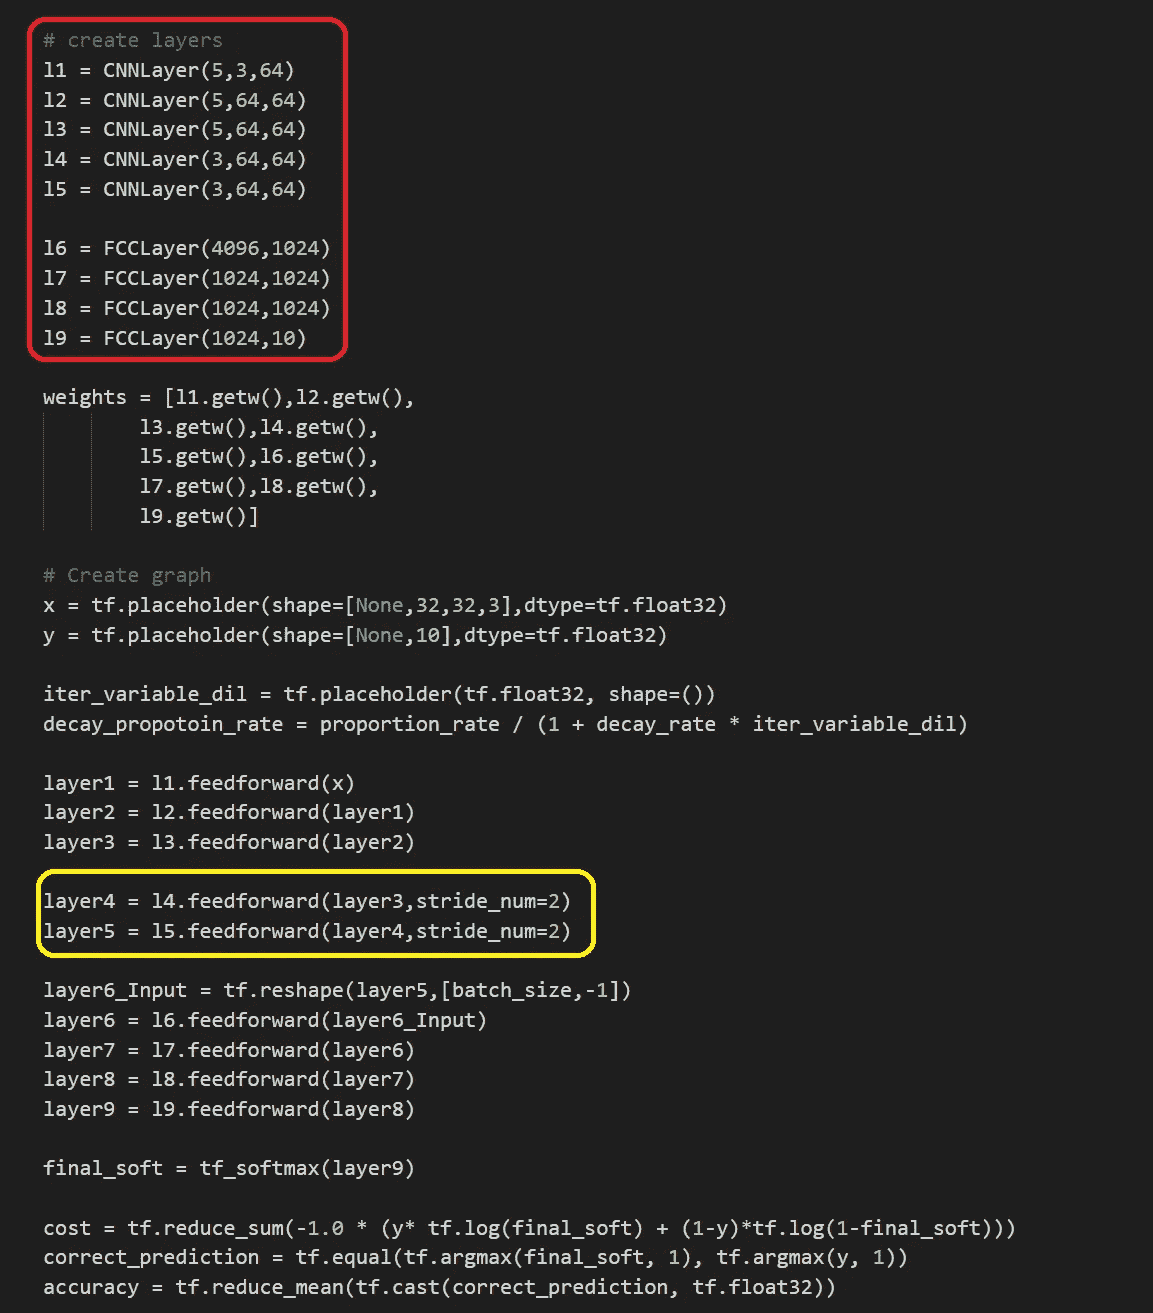 # create layers
l1 = CNNLayer(5,3,64)
l2 = CNNLayer(5,64,64)
l3 = CNNLayer(5,64,64)
l4 = CNNLayer(3,64,64)
l5 = CNNLayer(3,64,64)
l6 = FCCLayer(4096,1024)
l7 = FCCLayer(1024,1024)
l8 = FCCLayer(1024,1024)
l9 = FCCLayer(1024,10)
weights = [l1.getw(),l2.getw(),
l3.getw(),l4.getw(),
l5.getw(),l6.getw(),
l7.getw(),l8.getw(),
l9.getw()]
# Create graph
x = tf.placeholder(shape=[None,32,32,3],dtype=tf.float32)
y = tf.placeholder(shape=[None,10],dtype=tf.float32)
iter_variable_dil = tf.placeholder(tf.float32, shape=())
decay_propotoin_rate = proportion_rate / (1 + decay_rate * iter_variable_dil)
layer1 = l1.feedforward(x)
layer2 = l2.feedforward(layer1)
layer3 = l3.feedforward(layer2)
layer4 = l4.feedforward(layer3,stride_num=2)
layer5 = l5.feedforward(layer4,stride_num=2)
layer6_Input = tf.reshape(layer5,[batch_size,-1])
layer6 = l6.feedforward(layer6_Input)
layer7 = l7.feedforward(layer6)
layer8 = l8.feedforward(layer7)
layer9 = l9.feedforward(layer8)
final_soft = tf_softmax(layer9)
cost = tf.reduce_sum(-1.0 * (y* tf.log(final_soft) + (1-y)*tf.log(1-final_soft)))
correct_prediction = tf.equal(tf.argmax(final_soft, 1), tf.argmax(y, 1))
accuracy = tf.reduce_mean(tf.cast(correct_prediction, tf.float32))